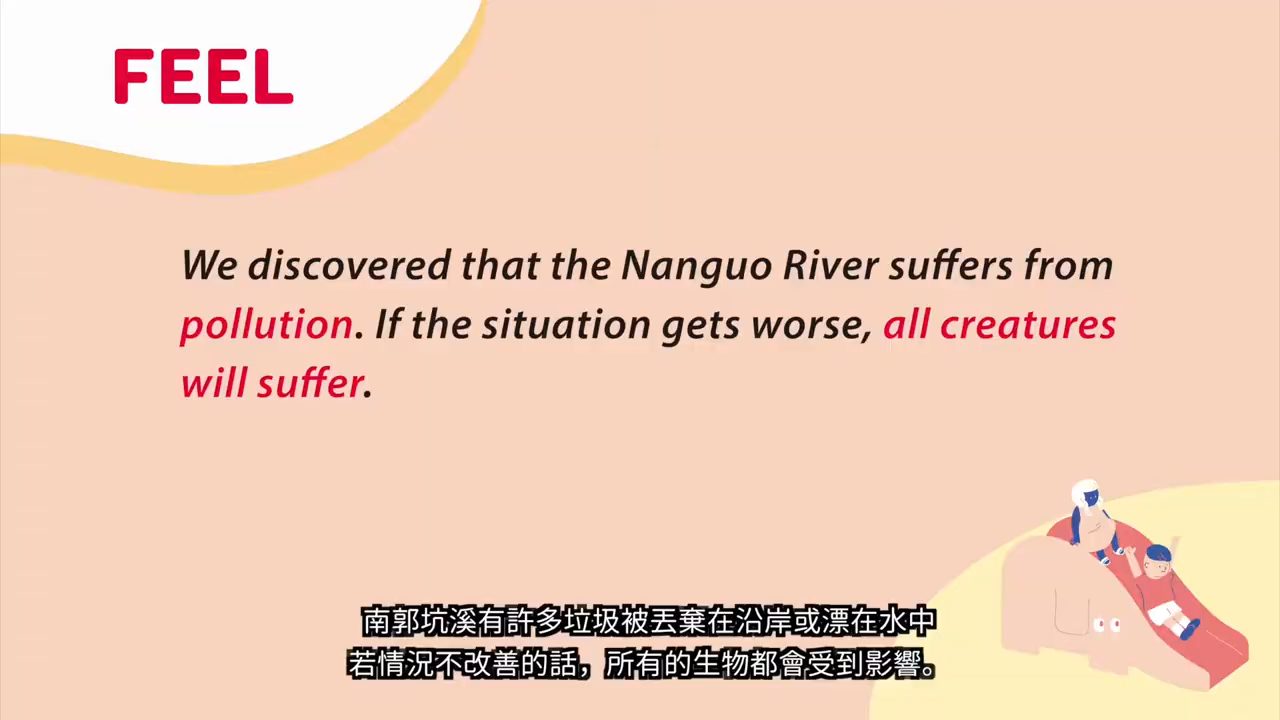 FEEL
We discovered that the Nanguo River suffers from
pollution. If the situation gets worse, all creatures
will suffer.
南郭坑溪有許多垃圾被丟棄在沿岸或漂在水中
若情況不改善的話，所有的生物都會受到影響。